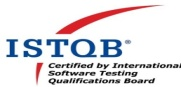 ISTQB®
Certified by International
Software Testing
Qualifications Board